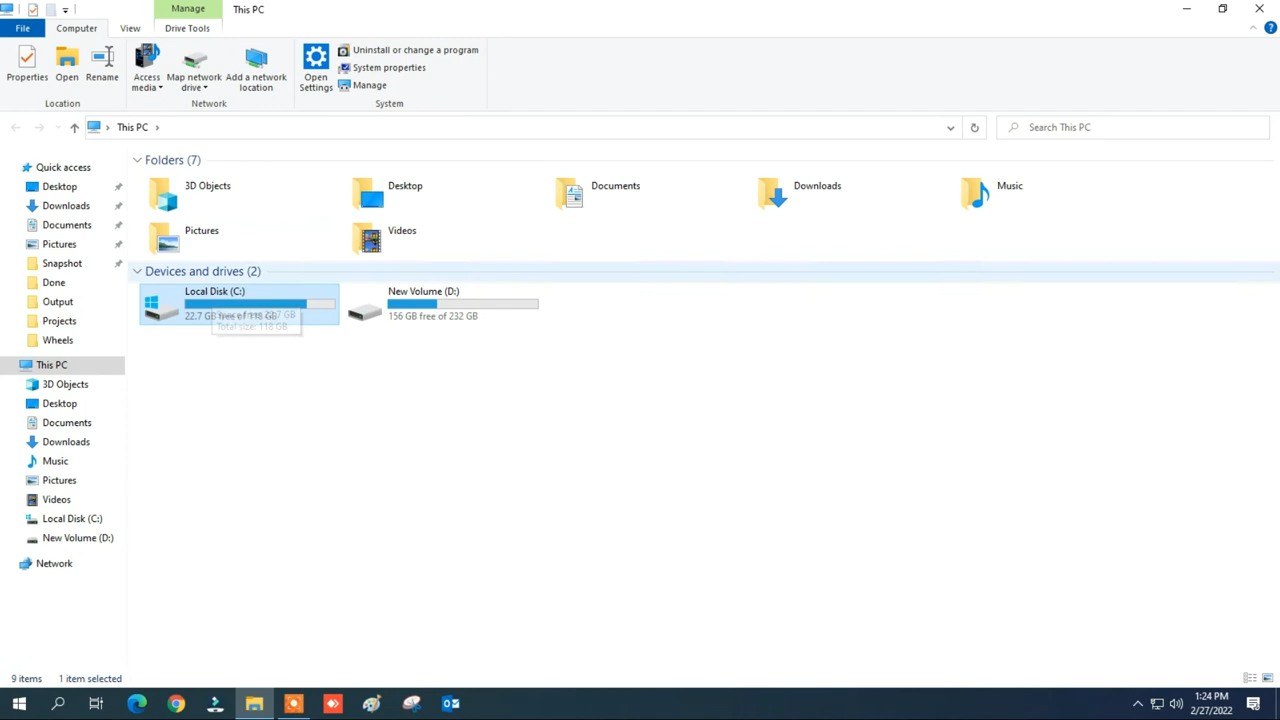 Manage
This PC
File
Computer
View
Drive Tools
Properties
Open
Rename
Access media
Map network drive
Add a network location
Open Settings
Uninstall or change a program
System properties
Manage
Location
Network
System
This PC
Search This PC
Quick access
Desktop
Downloads
Documents
Pictures
Snapshot
Done
Output
Projects
Wheels
This PC
3D Objects
Desktop
Documents
Downloads
Music
Pictures
Videos
Local Disk (C:)
New Volume (D:)
Network
Folders (7)
3D Objects
Desktop
Documents
Downloads
Music
Pictures
Videos
Devices and drives (2)
Local Disk (C:)
22.7 GB free of 118 GB
Space free: 22.7 GB
Total size: 118 GB
New Volume (D:)
156 GB free of 232 GB
9 items
1 item selected
1:24 PM
2/27/2022